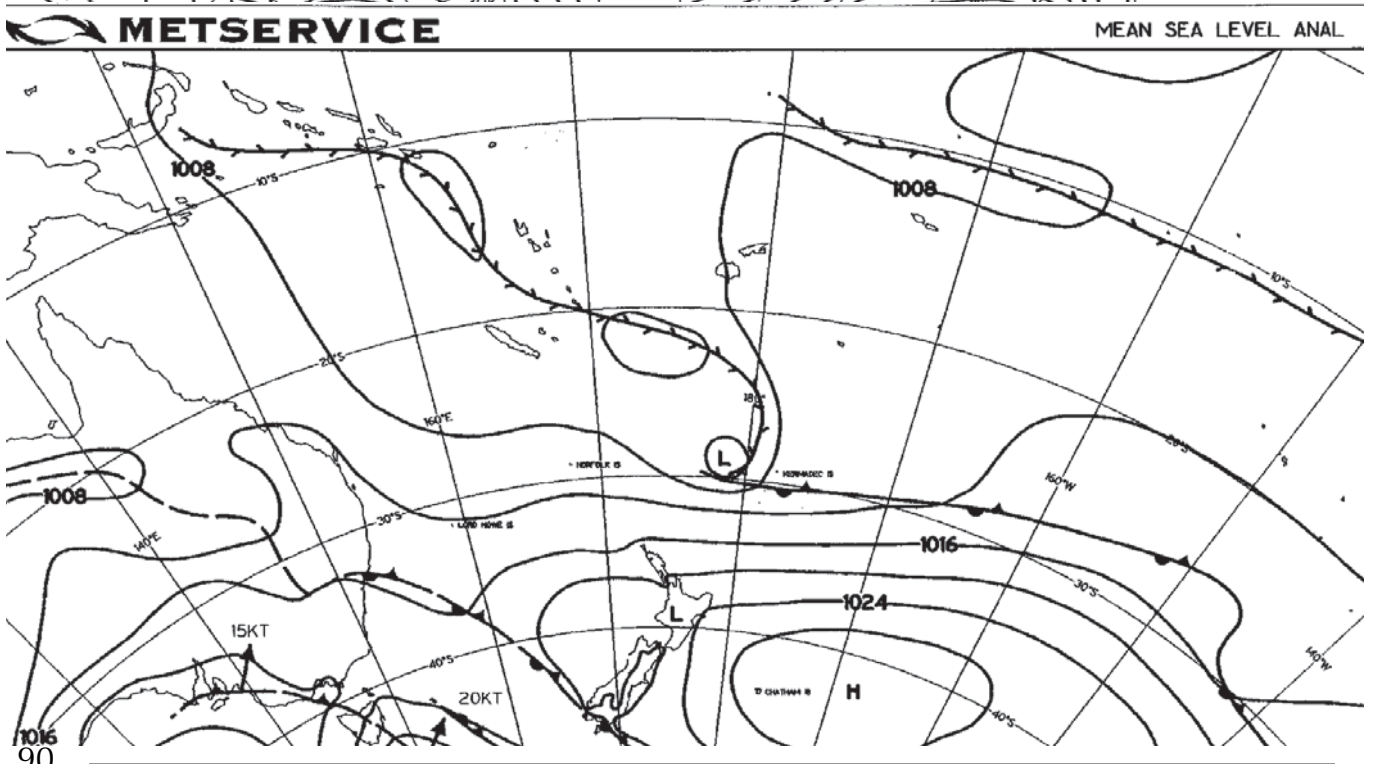 METSERVICE
MEAN SEA LEVEL ANAL
1008
10°S
1008
10°S
20°S
160°E
180°
L
NORFOLK IS
KERMADEC IS
20°S
160°W
1008
140°E
30°S
LORD HOWE IS
1016
30°S
1024
L
15KT
40°S
20KT
CHATHAM IS
H
140°W
40°S
1016
90